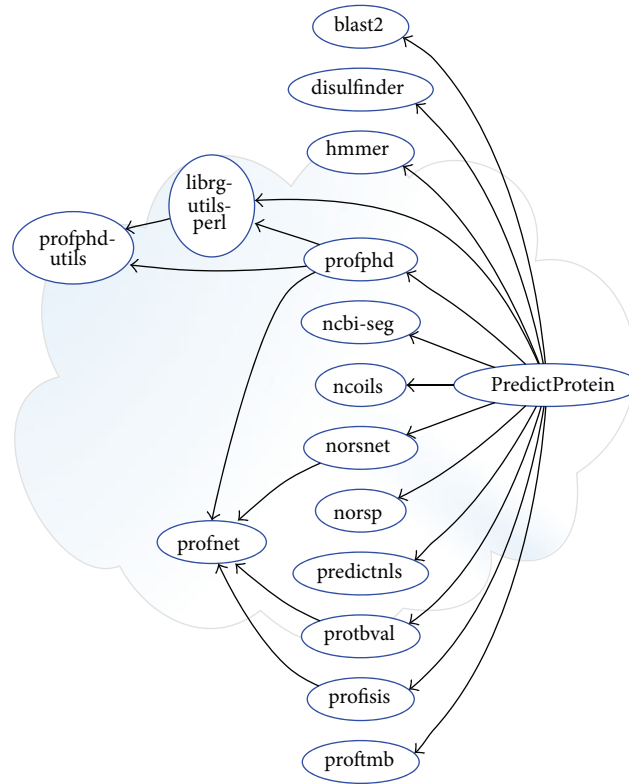 blast2
disulfinder
hmmer
librg-
utils-
perl
profphd-
utils
profphd
ncbi-seg
ncoils
PredictProtein
norsnet
norsp
profnet
predictnls
protbval
profisis
proftmb